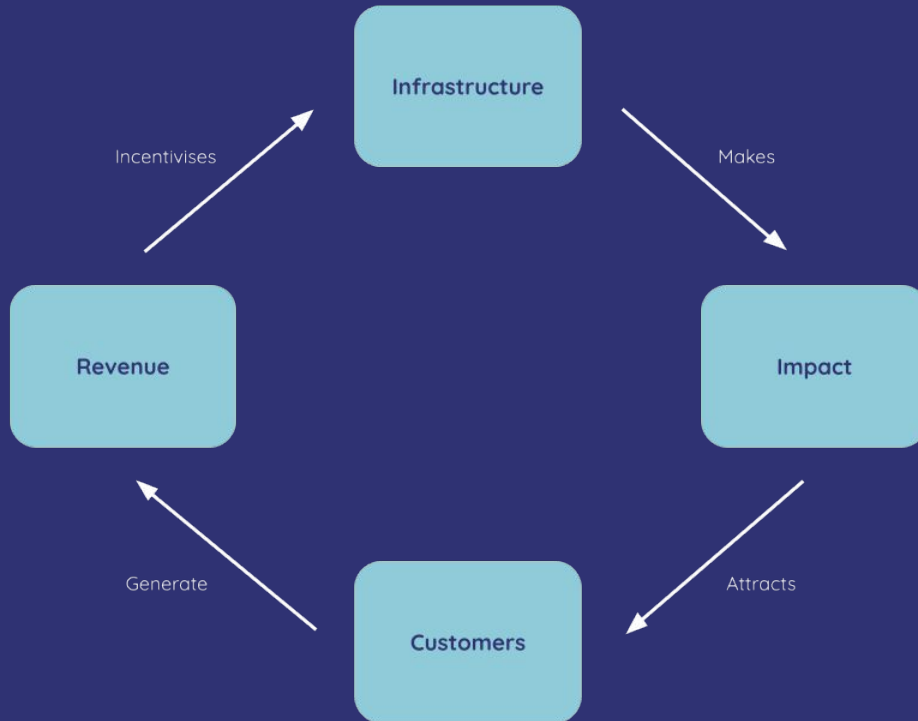 Infrastructure
Incentivises
Makes
Revenue
Impact
Generate
Attracts
Customers